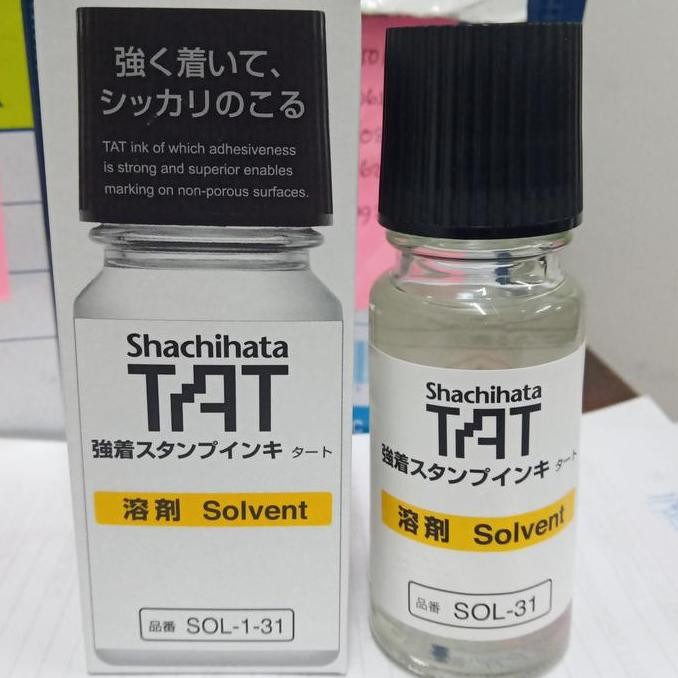 強く着いて、
シッカリのこる
TAT ink of which adhesiveness
is strong and superior enables
marking on non-porous surfaces.
Shachihata
TAT
強着スタンプインキ タート
溶剤 Solvent
品番 SOL-1-31
Shachihata
TAT
強着スタンプインキ タート
溶剤 Solvent
品番 SOL-31